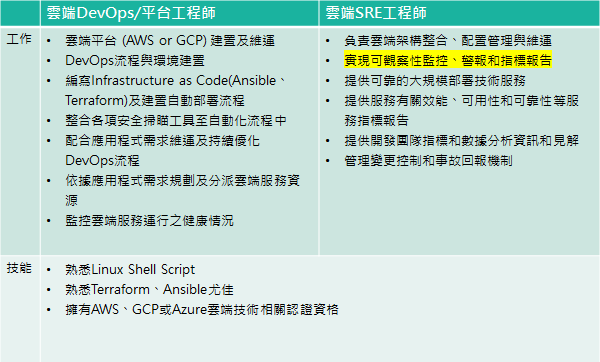 雲端DevOps/平台工程師
雲端SRE工程師
工作
• 雲端平台 (AWS or GCP) 建置及維運
• DevOps流程與環境建置
• 編寫Infrastructure as Code(Ansible、
Terraform)及建置自動部署流程
• 整合各項安全掃瞄工具至自動化流程中
• 配合應用程式需求維運及持續優化
DevOps流程
• 依據應用程式需求規劃及分派雲端服務資
源
• 監控雲端服務運行之健康情況
• 負責雲端架構整合、配置管理與維運
• 實現可觀察性監控、警報和指標報告
• 提供可靠的大規模部署技術服務
• 提供服務有關效能、可用性和可靠性等服
務指標報告
• 提供開發團隊指標和數據分析資訊和見解
• 管理變更控制和事故回報機制
技能
• 熟悉Linux Shell Script
• 熟悉Terraform、Ansible尤佳
• 擁有AWS、GCP或Azure雲端技術相關認證資格